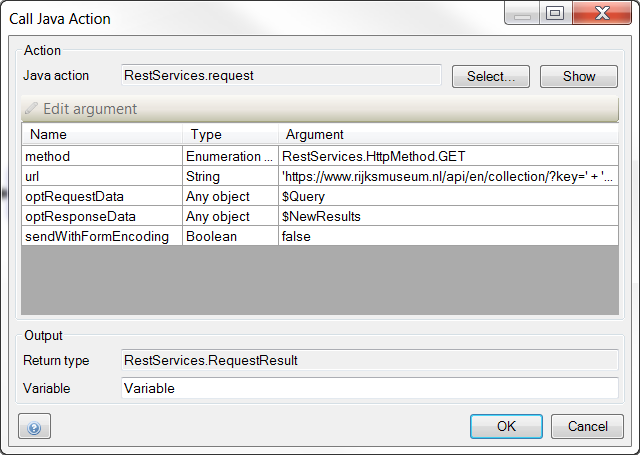 Call Java Action
Action
Java action RestServices.request Select... Show
Edit argument
Name Type Argument
method Enumeration ... RestServices.HttpMethod.GET
url String 'https://www.rijksmuseum.nl/api/en/collection/?key=' + '...
optRequestData Any object $Query
optResponseData Any object $NewResults
sendWithFormEncoding Boolean false
Output
Return type RestServices.RequestResult
Variable Variable
? OK Cancel